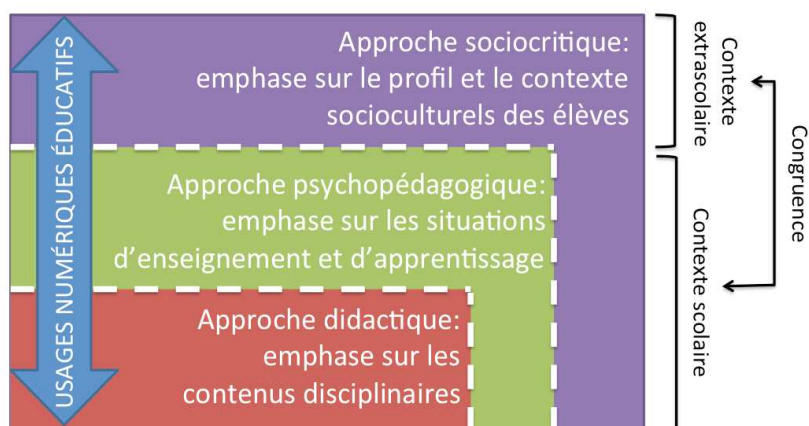 USAGES NUMÉRIQUES ÉDUCATIFS
Approche sociocritique:
emphase sur le profil et le contexte
socioculturels des élèves
Approche psychopédagogique:
emphase sur les situations
d'enseignement et d'apprentissage
Approche didactique:
emphase sur les
contenus disciplinaires
Contexte
extrascolaire
Contexte scolaire
Congruence